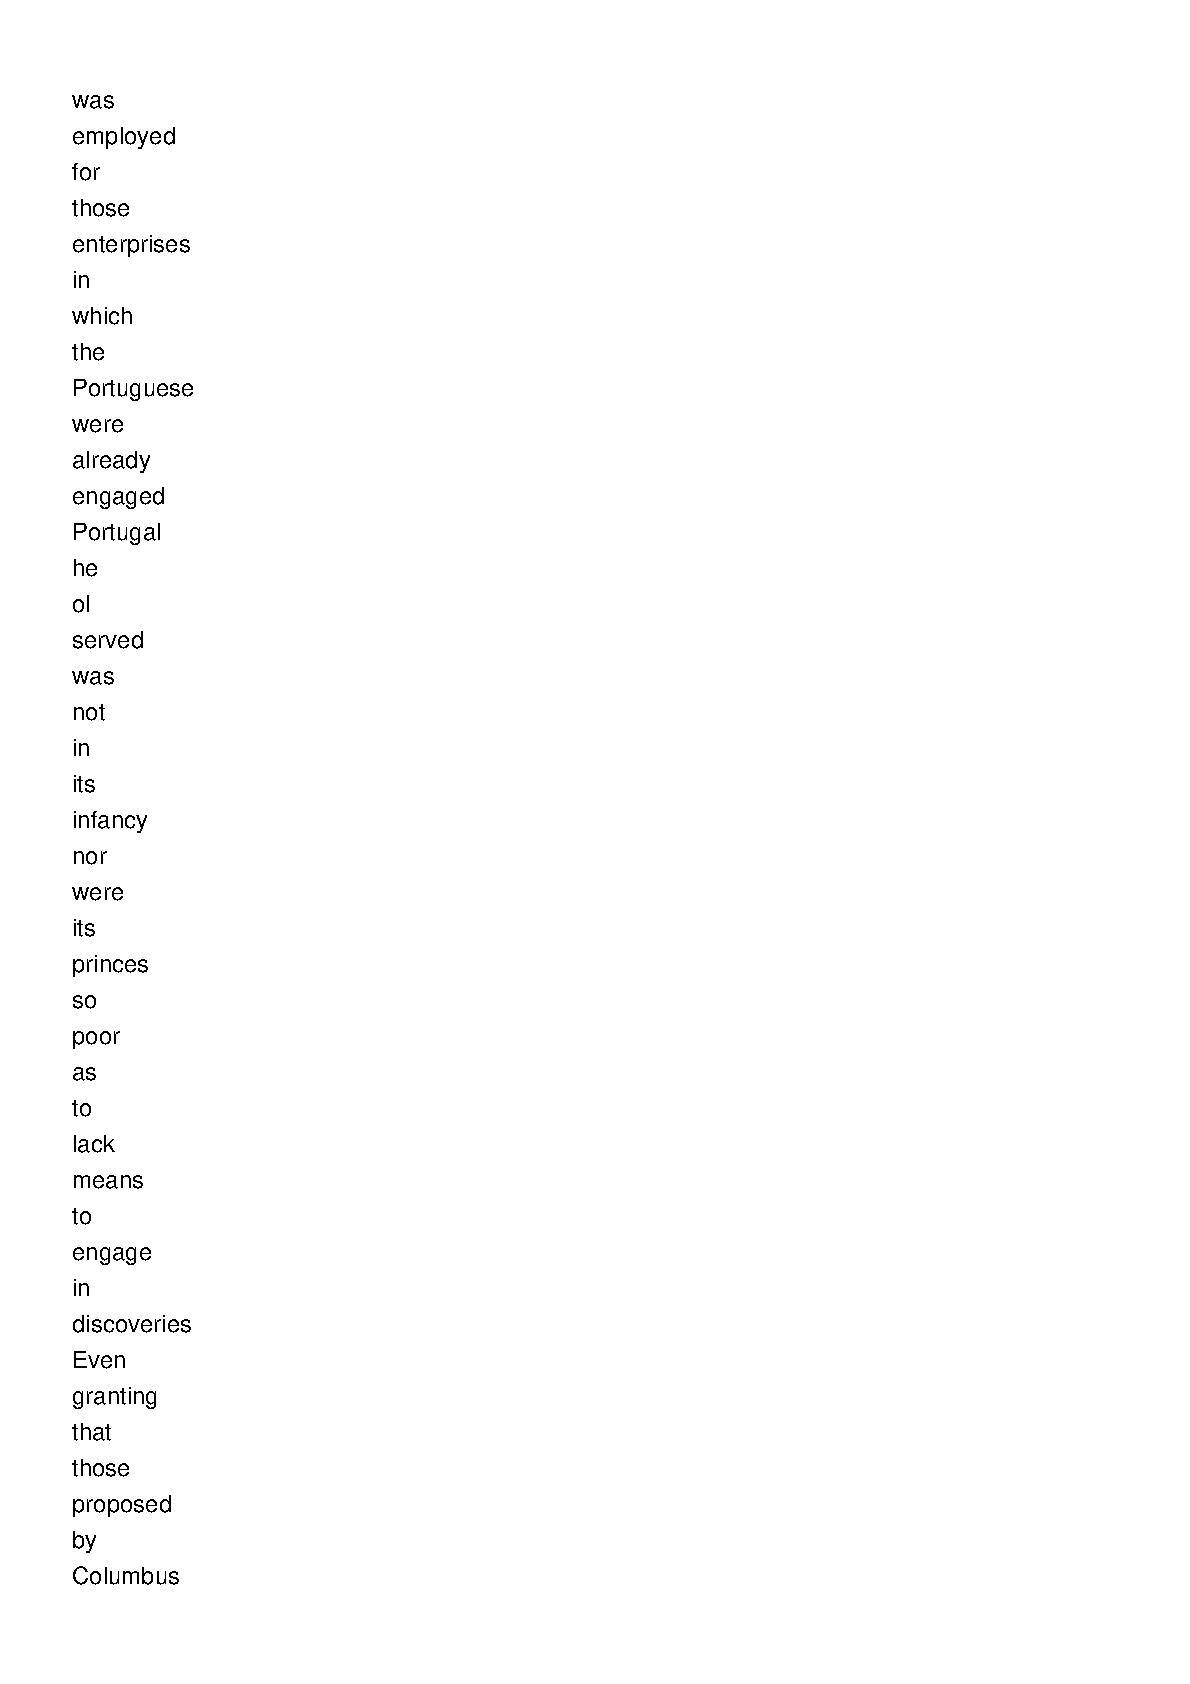 was
employed
for
those
enterprises
in
which
the
Portuguese
were
already
engaged
Portugal
he
ol
served
was
not
in
its
infancy
nor
were
its
princes
so
poor
as
to
lack
means
to
engage
in
discoveries
Even
granting
that
those
proposed
by
Columbus